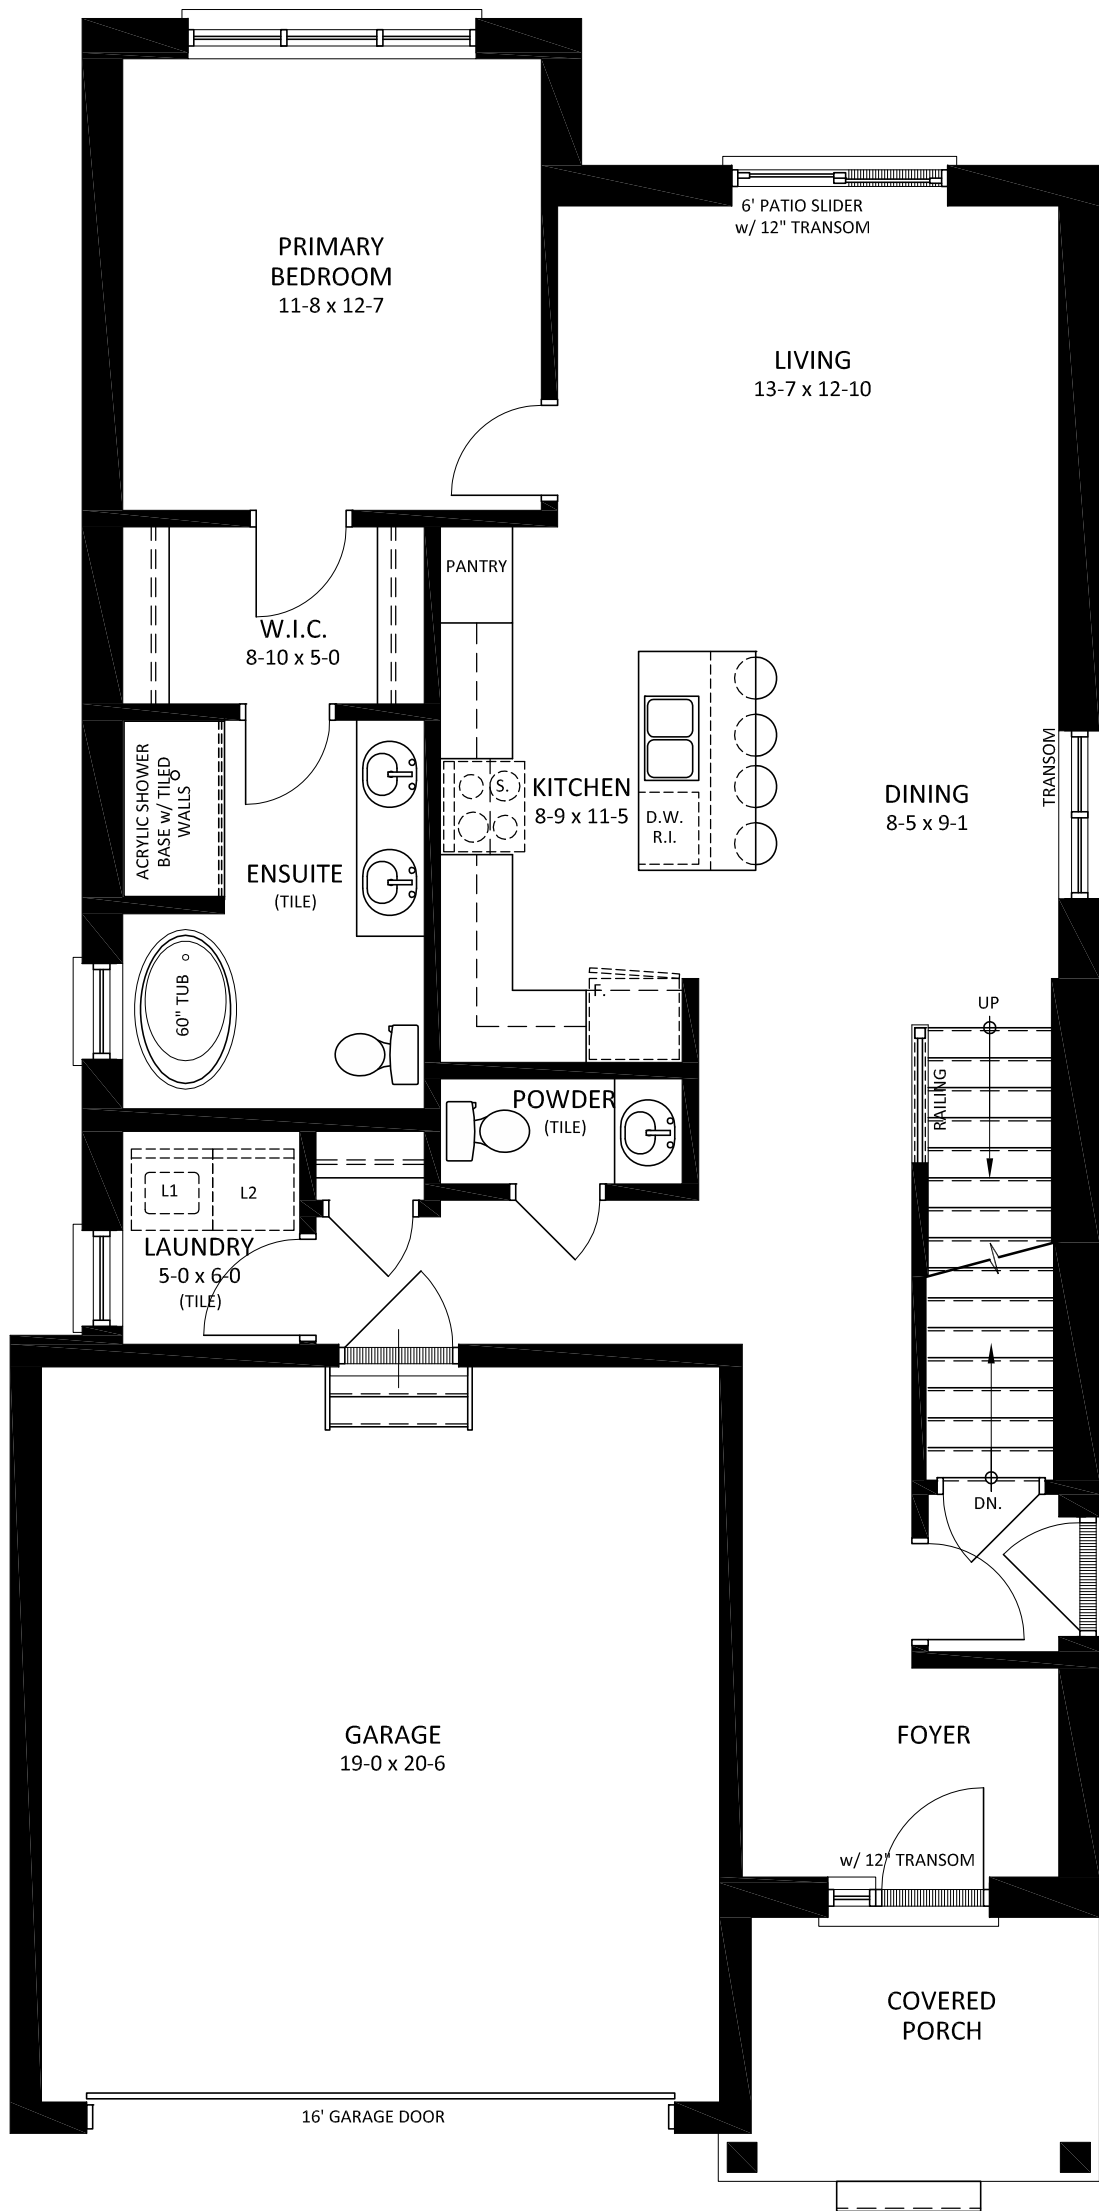 6' PATIO SLIDER
w/ 12" TRANSOM
PRIMARY
BEDROOM
11-8 x 12-7
LIVING
13-7 x 12-10
PANTRY
W.I.C.
8-10 x 5-0
ACRYLIC SHOWER
BASE w/ TILED
WALLS
S.
KITCHEN
8-9 x 11-5
D.W.
R.I.
DINING
8-5 x 9-1
TRANSOM
ENSUITE
(TILE)
60" TUB
F.
UP
RAILING
POWDER
(TILE)
L1
L2
LAUNDRY
5-0 x 6-0
(TILE)
DN.
GARAGE
19-0 x 20-6
FOYER
w/ 12" TRANSOM
COVERED
PORCH
16' GARAGE DOOR